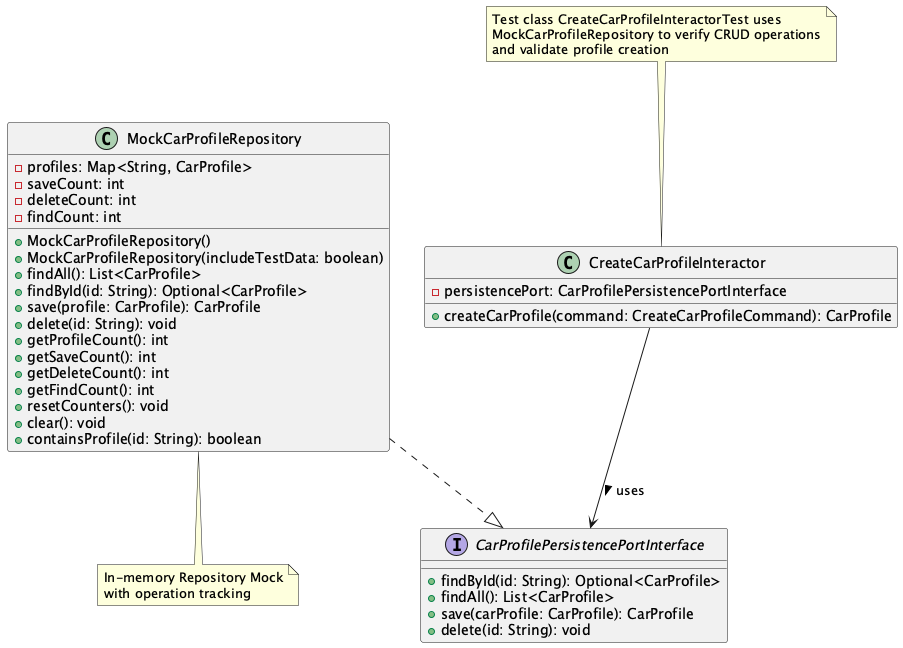 Test class CreateCarProfileInteractorTest uses
MockCarProfileRepository to verify CRUD operations
and validate profile creation
C MockCarProfileRepository
profiles: Map<String, CarProfile>
saveCount: int
deleteCount: int
findCount: int
MockCarProfileRepository()
MockCarProfileRepository(includeTestData: boolean)
findAll(): List<CarProfile>
findById(id: String): Optional<CarProfile>
save(profile: CarProfile): CarProfile
delete(id: String): void
getProfileCount(): int
getSaveCount(): int
getDeleteCount(): int
getFindCount(): int
resetCounters(): void
clear(): void
containsProfile(id: String): boolean
C CreateCarProfileInteractor
persistencePort: CarProfilePersistencePortInterface
createCarProfile(command: CreateCarProfileCommand): CarProfile
uses
In-memory Repository Mock
with operation tracking
I CarProfilePersistencePortInterface
findById(id: String): Optional<CarProfile>
findAll(): List<CarProfile>
save(carProfile: CarProfile): CarProfile
delete(id: String): void